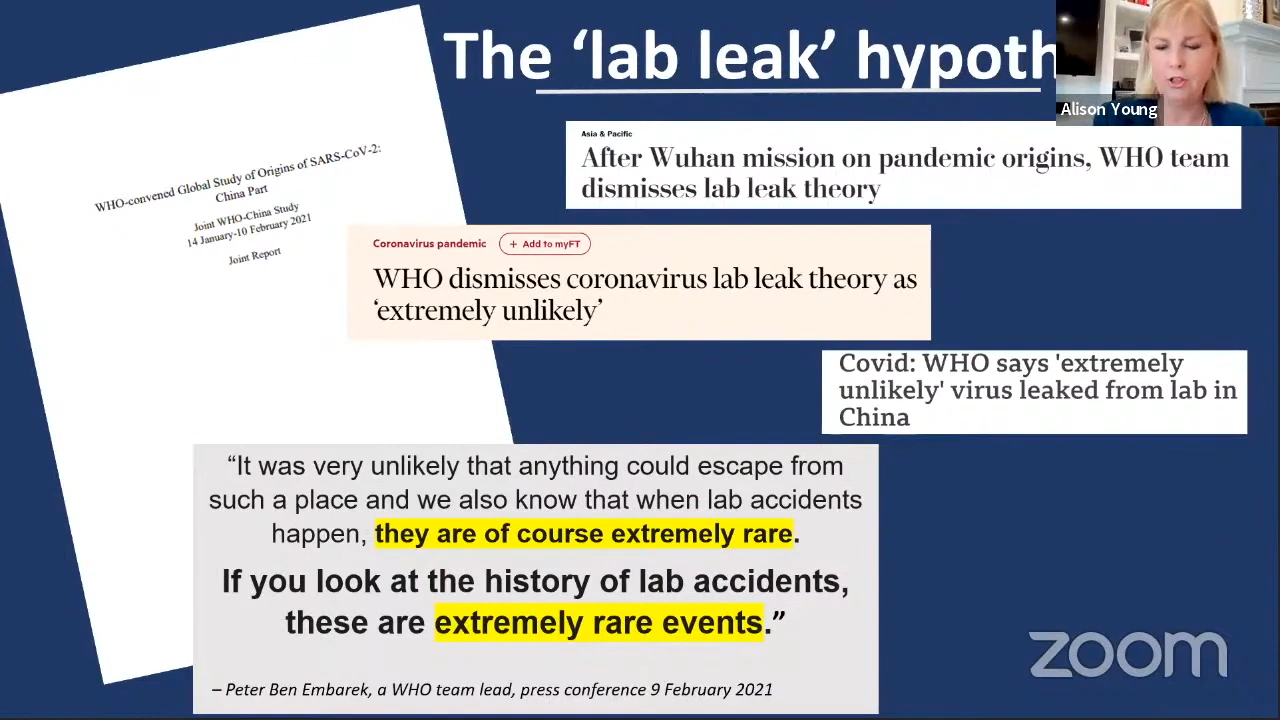 The ‘lab leak’ hypoth
Alison Young
WHO-convened Global Study of Origins of SARS-CoV-2:
China Part
Joint WHO-China Study
14 January-10 February 2021
Joint Report
Asia & Pacific
After Wuhan mission on pandemic origins, WHO team
dismisses lab leak theory
Coronavirus pandemic + Add to myFT
WHO dismisses coronavirus lab leak theory as
‘extremely unlikely’
Covid: WHO says 'extremely
unlikely' virus leaked from lab in
China
“It was very unlikely that anything could escape from
such a place and we also know that when lab accidents
happen, they are of course extremely rare.
If you look at the history of lab accidents,
these are extremely rare events.”
– Peter Ben Embarek, a WHO team lead, press conference 9 February 2021
zoom